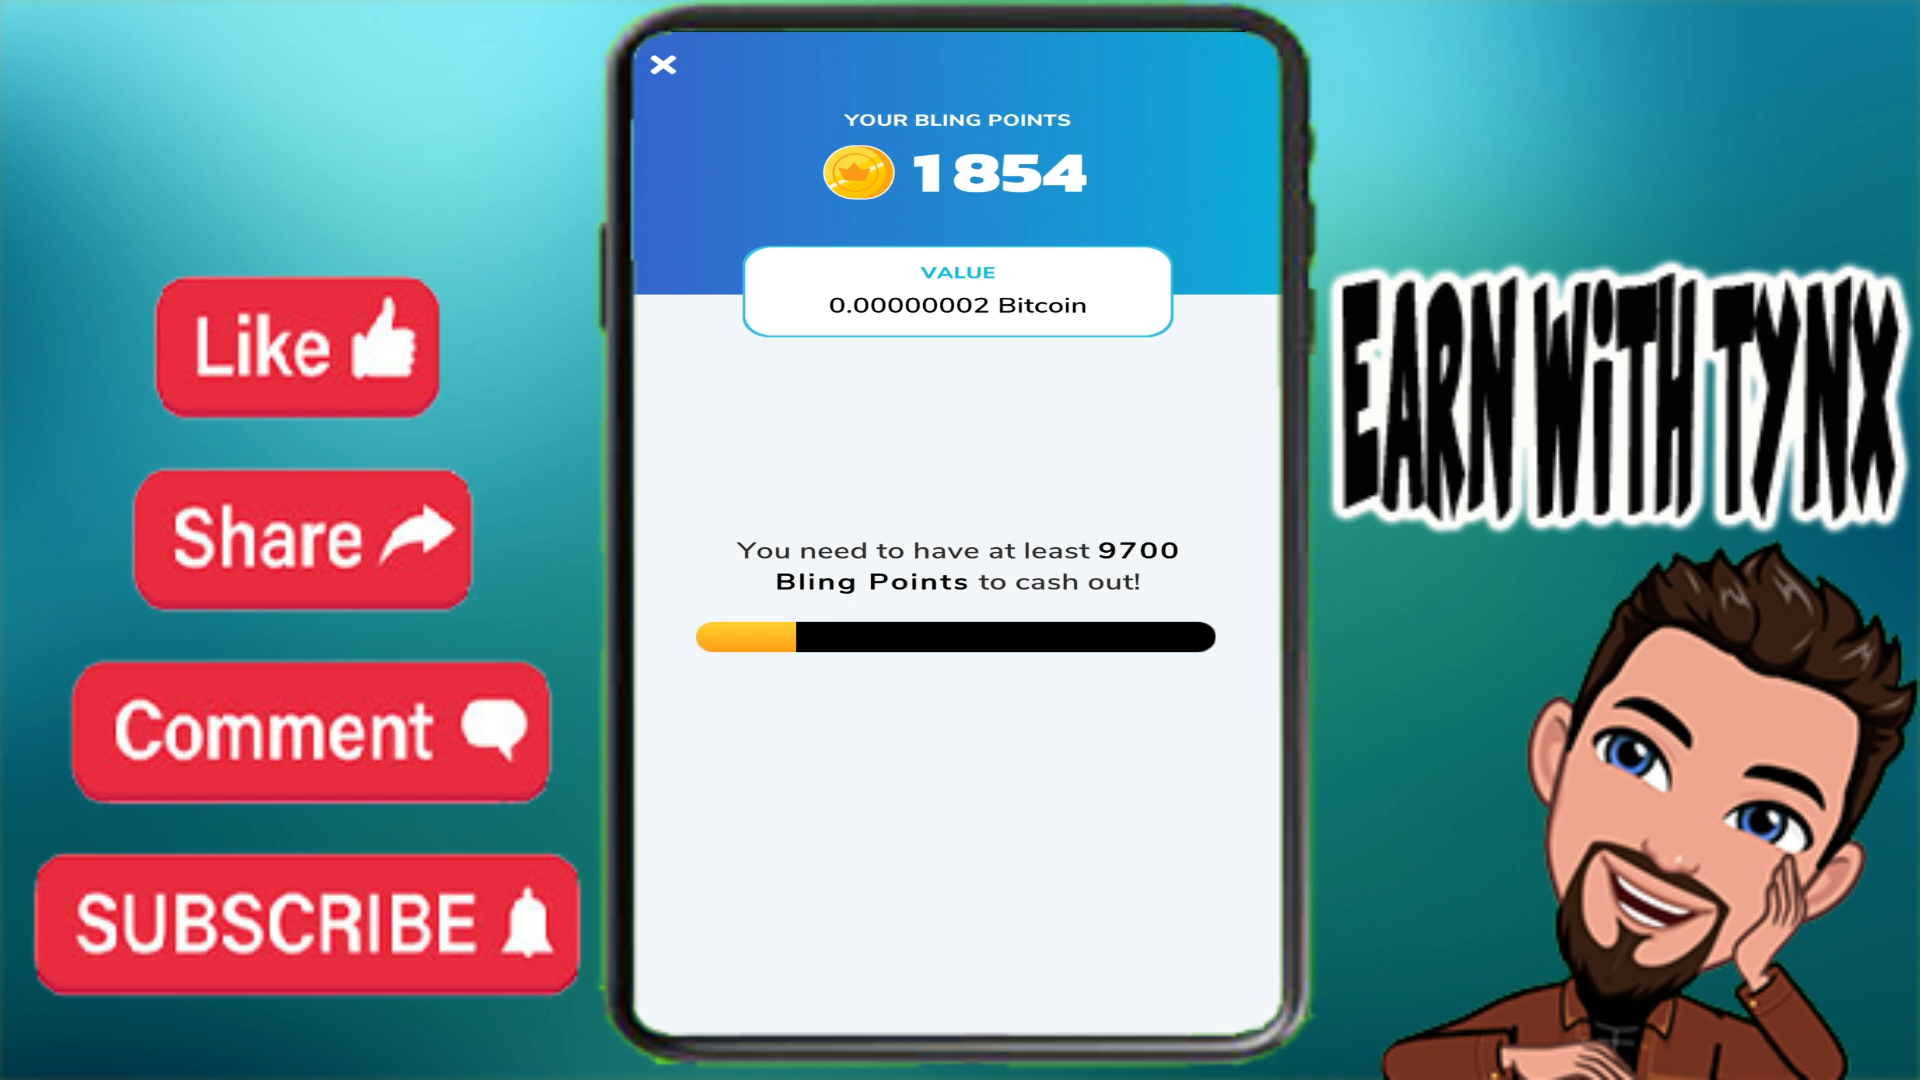 YOUR BLING POINTS
1854
VALUE
0.00000002 Bitcoin
You need to have at least 9700
Bling Points to cash out!
Like
Share
Comment
SUBSCRIBE
EARN WiTH TYNX